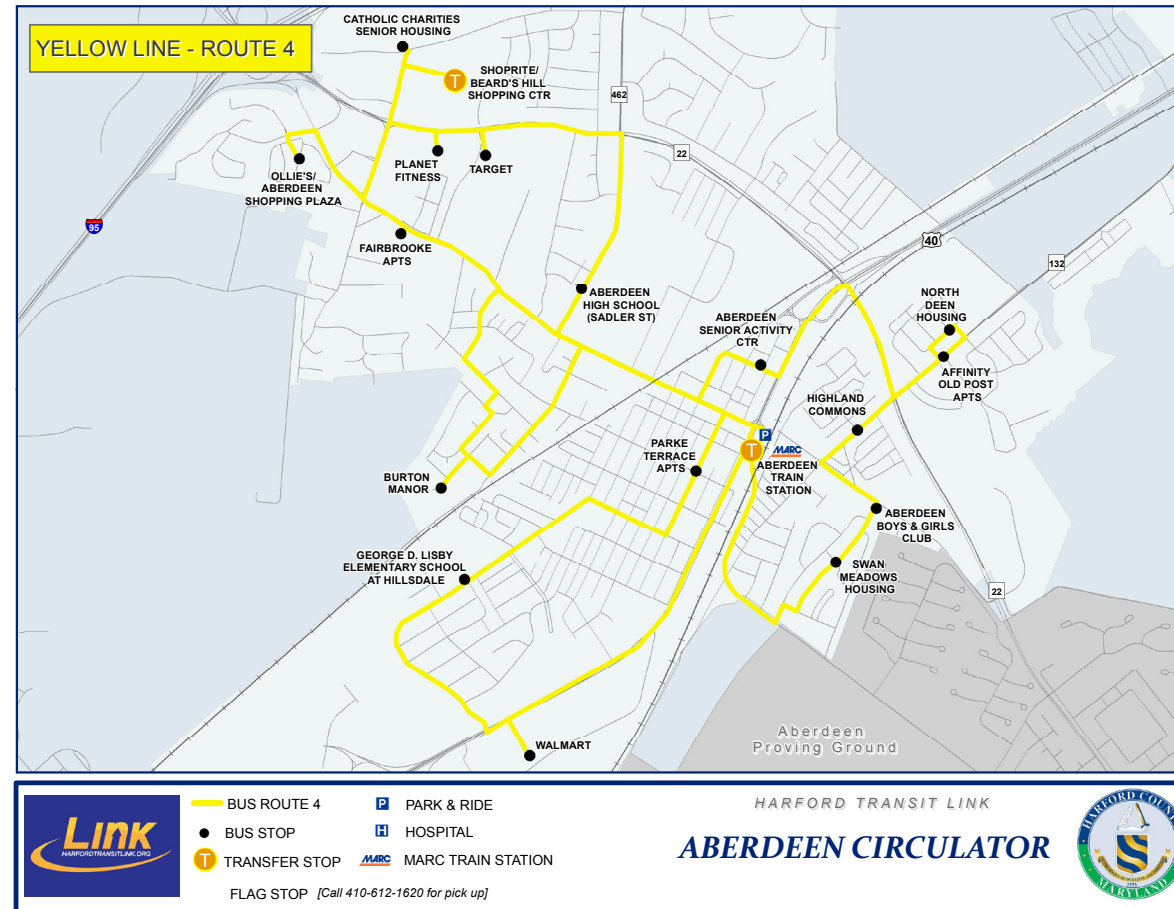 YELLOW LINE - ROUTE 4
CATHOLIC CHARITIES
SENIOR HOUSING
T
SHOPRITE/
BEARD'S HILL
SHOPPING CTR
462
22
PLANET
FITNESS
TARGET
OLLIE'S/
ABERDEEN
SHOPPING PLAZA
95
FAIRBROOKE
APTS
40
132
ABERDEEN
HIGH SCHOOL
(SADLER ST)
NORTH
DEEN
HOUSING
ABERDEEN
SENIOR ACTIVITY
CTR
AFFINITY
OLD POST
APTS
HIGHLAND
COMMONS
P
MARC
T
ABERDEEN
TRAIN
STATION
PARKE
TERRACE
APTS
BURTON
MANOR
ABERDEEN
BOYS & GIRLS
CLUB
GEORGE D. LISBY
ELEMENTARY SCHOOL
AT HILLSDALE
SWAN
MEADOWS
HOUSING
22
WALMART
Aberdeen
Proving Ground
LINK
HARFORDTRANSITLINK.ORG
BUS ROUTE 4
BUS STOP
T TRANSFER STOP
FLAG STOP [Call 410-612-1620 for pick up]
P PARK & RIDE
H HOSPITAL
MARC MARC TRAIN STATION
HARFORD TRANSIT LINK
ABERDEEN CIRCULATOR
HARFORD COUNTY
MARYLAND
1773